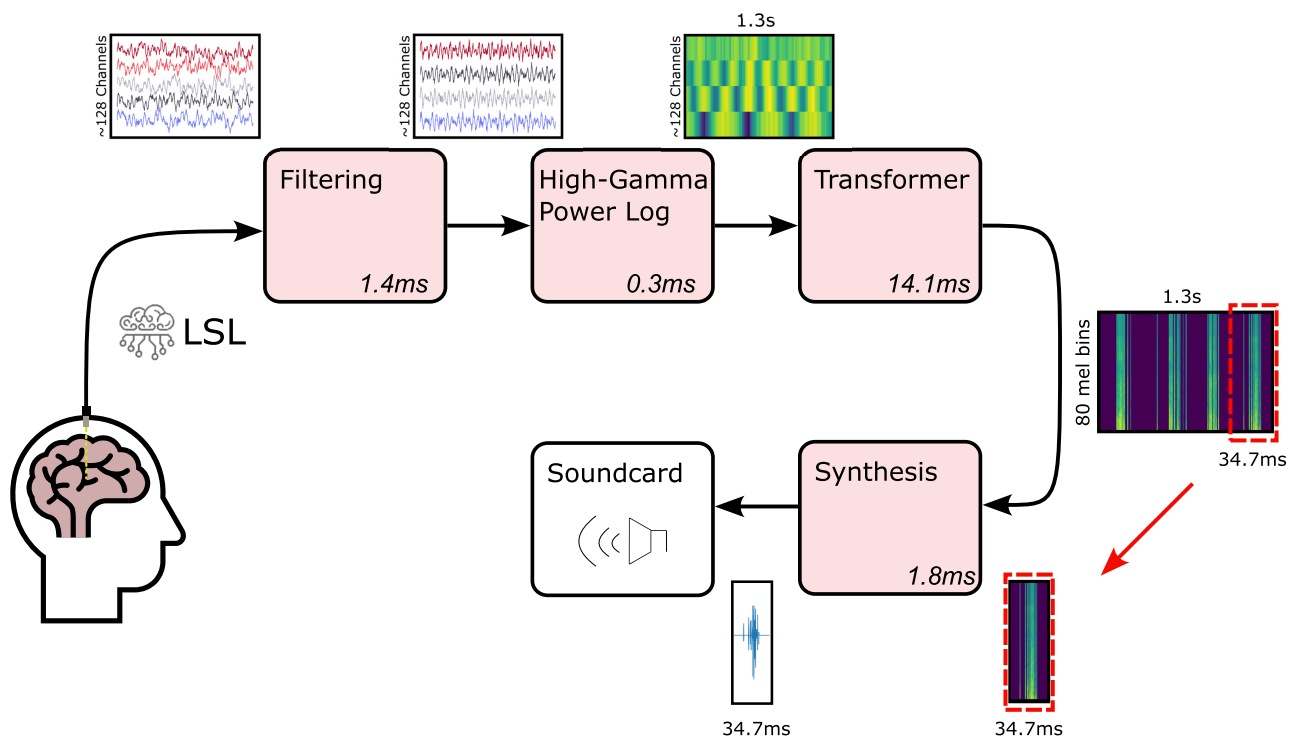 1.3s
~128 Channels
~128 Channels
~128 Channels
Filtering
1.4ms
High-Gamma
Power Log
0.3ms
Transformer
14.1ms
LSL
1.3s
80 mel bins
34.7ms
Soundcard
Synthesis
1.8ms
34.7ms
34.7ms